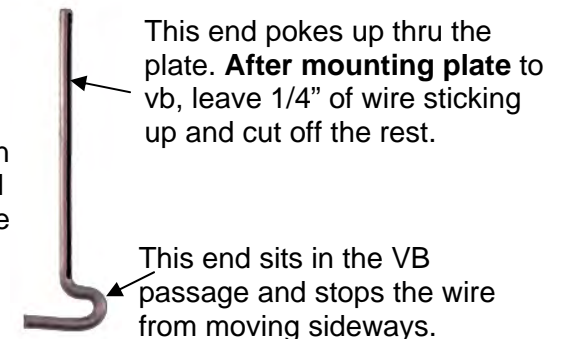 This end pokes up thru the
plate. After mounting plate to
vb, leave 1/4” of wire sticking
up and cut off the rest.
This end sits in the VB
passage and stops the wire
from moving sideways.